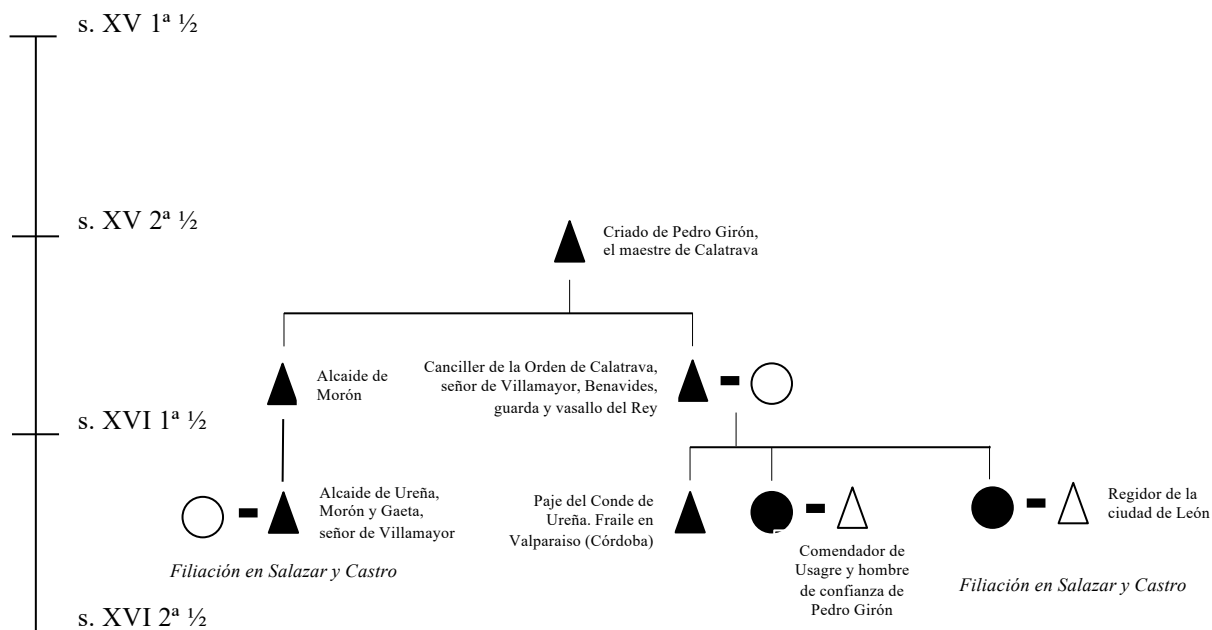 s. XV 1ª ½
s. XV 2ª ½
Criado de Pedro Girón,
el maestre de Calatrava
Alcaide de
Morón
Canciller de la Orden de Calatrava,
señor de Villamayor, Benavides,
guarda y vasallo del Rey
s. XVI 1ª ½
Alcaide de Ureña,
Morón y Gaeta,
señor de Villamayor
Paje del Conde de
Ureña. Fraile en
Valparaiso (Córdoba)
Regidor de la
ciudad de León
Filiación en Salazar y Castro
Comendador de
Usagre y hombre
de confianza de
Pedro Girón
Filiación en Salazar y Castro
s. XVI 2ª ½